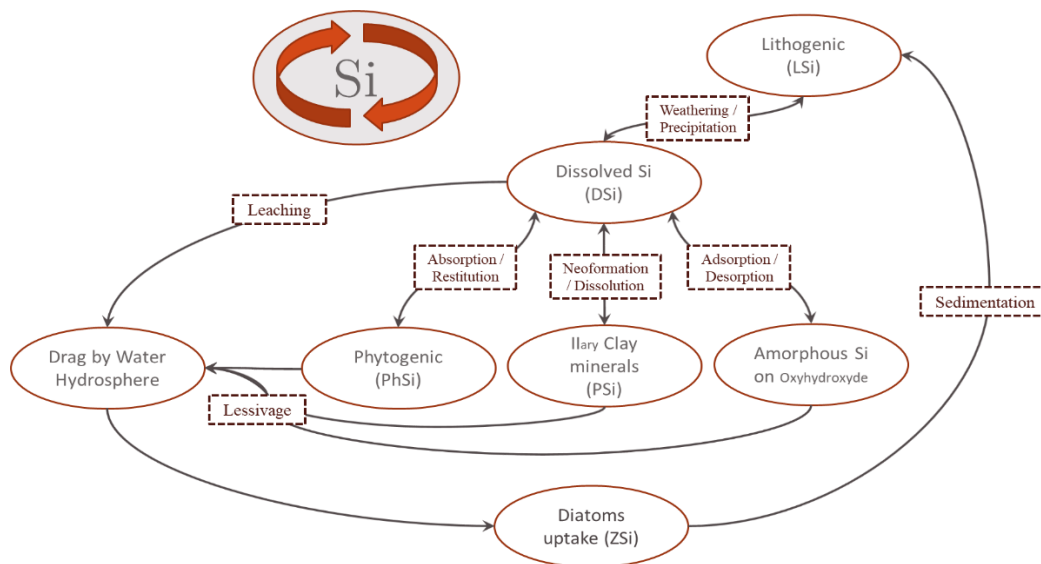 Si
Lithogenic
(LSi)
Weathering /
Precipitation
Dissolved Si
(DSi)
Leaching
Absorption /
Restitution
Neoformation
/ Dissolution
Adsorption /
Desorption
Sedimentation
Drag by Water
Hydrosphere
Phytogenic
(PhSi)
IIary Clay
minerals
(PSi)
Amorphous Si
on Oxyhydroxyde
Lessivage
Diatoms
uptake (ZSi)